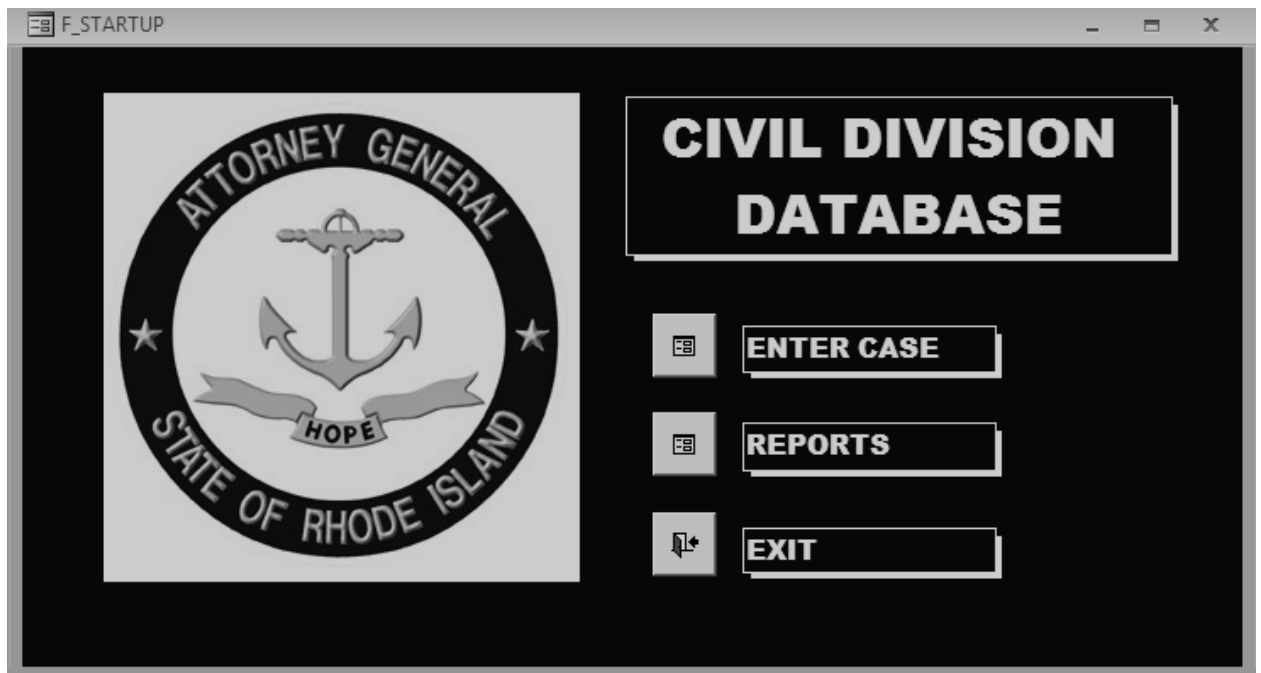 F_STARTUP
ATTORNEY GENERAL
STATE OF RHODE ISLAND
HOPE
CIVIL DIVISION
DATABASE
ENTER CASE
REPORTS
EXIT